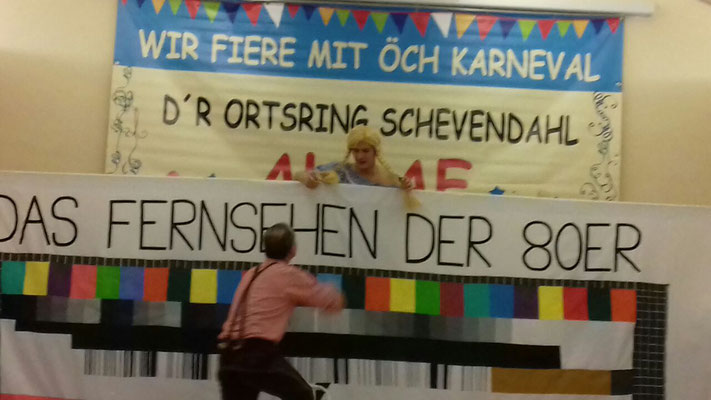 WIR FIERE MIT ÖCH KARNEVAL
D´R ORTSRING SCHEVENDAHL
DAS FERNSEHEN DER 80ER